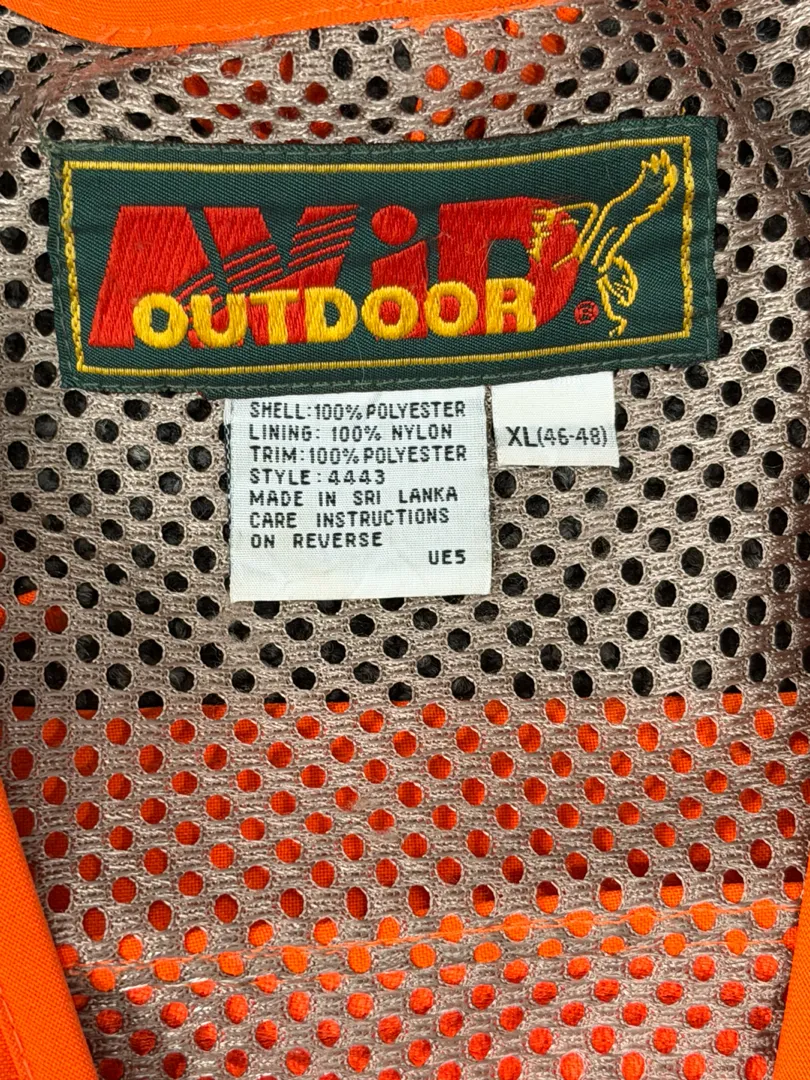 AViD
OUTDOOR ®
SHELL:100% POLYESTER
LINING: 100% NYLON
TRIM:100% POLYESTER
STYLE:4443
MADE IN SRI LANKA
CARE INSTRUCTIONS
ON REVERSE
UE5
XL(46-48)